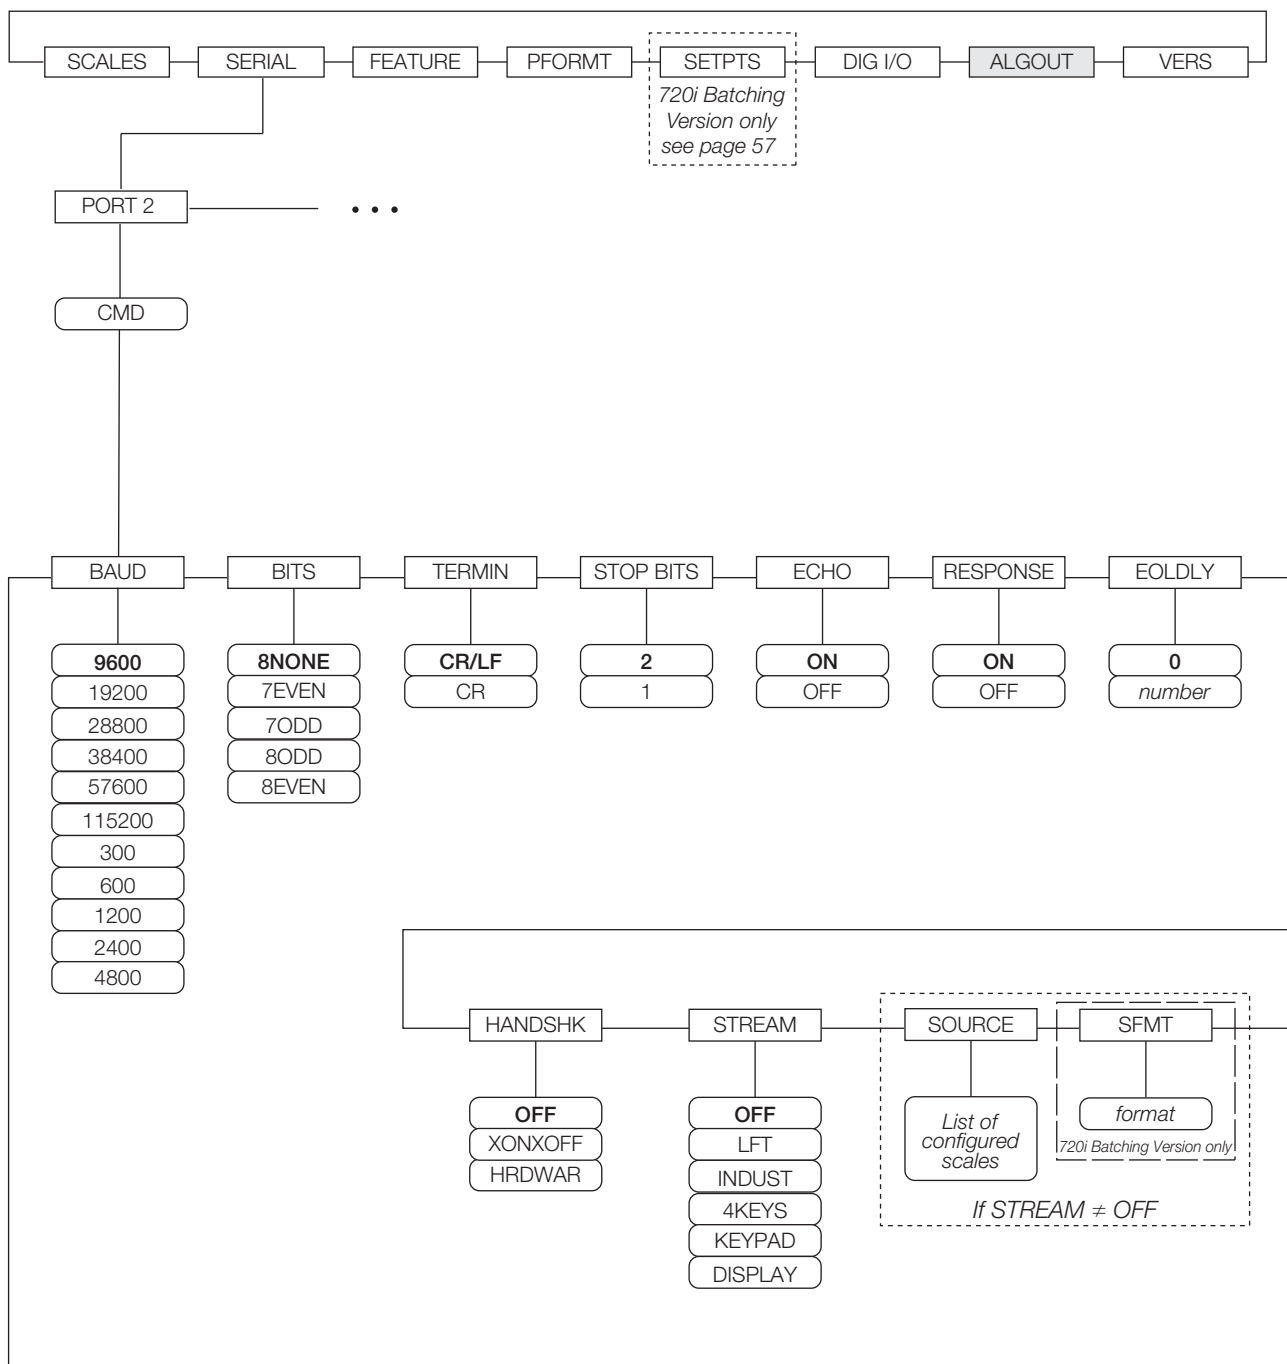 SCALES
SERIAL
FEATURE
PFORMT
SETPTS
DIG I/O
ALGOUT
VERS
720i Batching
Version only
see page 57
PORT 2
• • •
CMD
BAUD
BITS
TERMIN
STOP BITS
ECHO
RESPONSE
EOLDLY
9600
19200
28800
38400
57600
115200
300
600
1200
2400
4800
8NONE
7EVEN
7ODD
8ODD
8EVEN
CR/LF
CR
2
1
ON
OFF
ON
OFF
0
number
HANDSHK
STREAM
SOURCE
SFMT
OFF
XONXOFF
HRDWAR
OFF
LFT
INDUST
4KEYS
KEYPAD
DISPLAY
List of
configured
scales
format
720i Batching Version only
If STREAM ≠ OFF